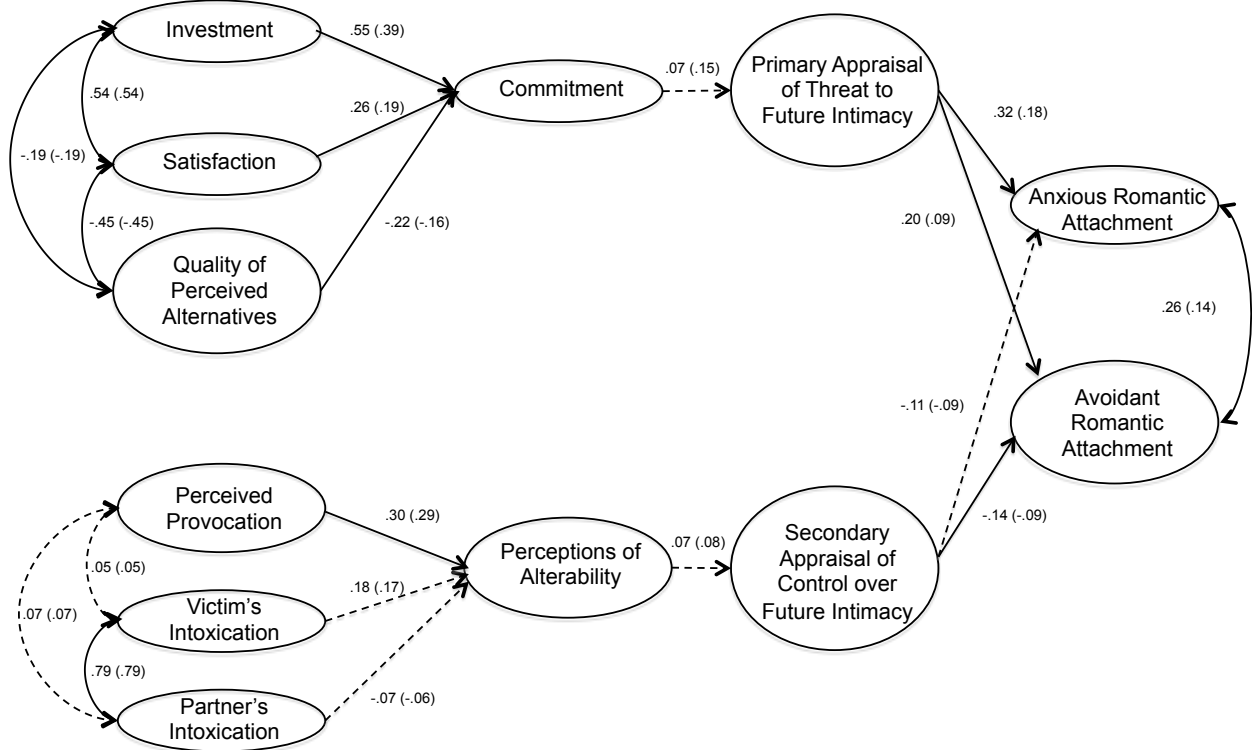 Investment
.55 (.39)
.54 (.54)
Commitment
.07 (.15)
Primary Appraisal
of Threat to
Future Intimacy
.32 (.18)
.26 (.19)
-.19 (-.19)
Satisfaction
Anxious Romantic
Attachment
-.45 (-.45)
-.22 (-.16)
.20 (.09)
Quality of
Perceived
Alternatives
.26 (.14)
-.11 (-.09)
Avoidant
Romantic
Attachment
Perceived
Provocation
.30 (.29)
-.14 (-.09)
Perceptions of
Alterability
.07 (.08)
Secondary
Appraisal of
Control over
Future Intimacy
.05 (.05)
.18 (.17)
.07 (.07)
Victim's
Intoxication
.79 (.79)
-.07 (-.06)
Partner's
Intoxication